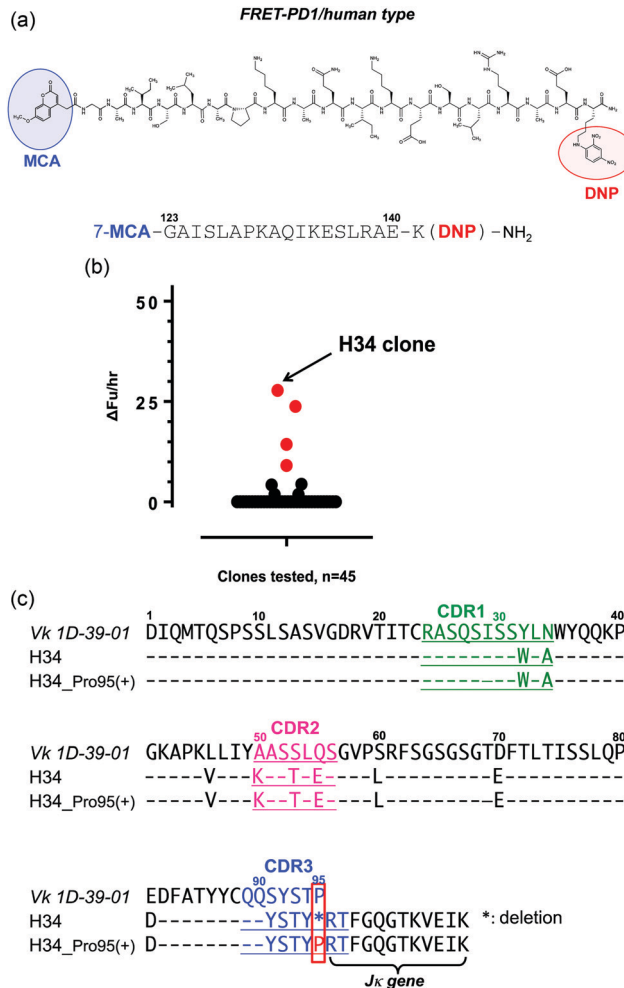 (a)
FRET-PD1/human type
MCA
DNP
123 140
7-MCA-GAISLAPKAQIKESLRAE-K(DNP)-NH2
(b)
50
25
0
ΔFu/hr
H34 clone
Clones tested, n=45
(c)
CDR1
1 10 20 30 40
Vk 1D-39-01 DIQMTQSPSSLSASVGDRVTITCRASQSISSYLNWYQQKP
H34 --------------------------------W-A------
H34_Pro95(+) --------------------------------W-A------
CDR2
50 60 70 80
Vk 1D-39-01 GKAPKLLIYAASSLQSGVPSRFSGSGSGTDFTLTISSLQP
H34 -----V---K--T-E----L---------E----------
H34_Pro95(+) -----V---K--T-E----L---------E----------
CDR3
90 95
Vk 1D-39-01 EDFATYYCQQSYSTP
H34 D---------YSTY*RTFGQGTKVEIK *: deletion
H34_Pro95(+) D---------YSTYPRTFGQGTKVEIK
Jκ gene